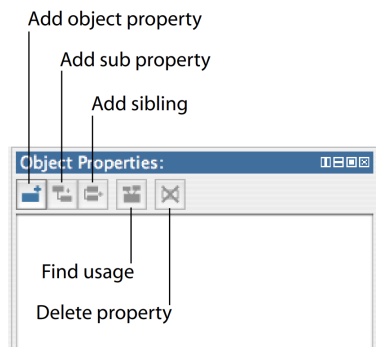 Add object property
Add sub property
Add sibling
Object Properties:
Find usage
Delete property